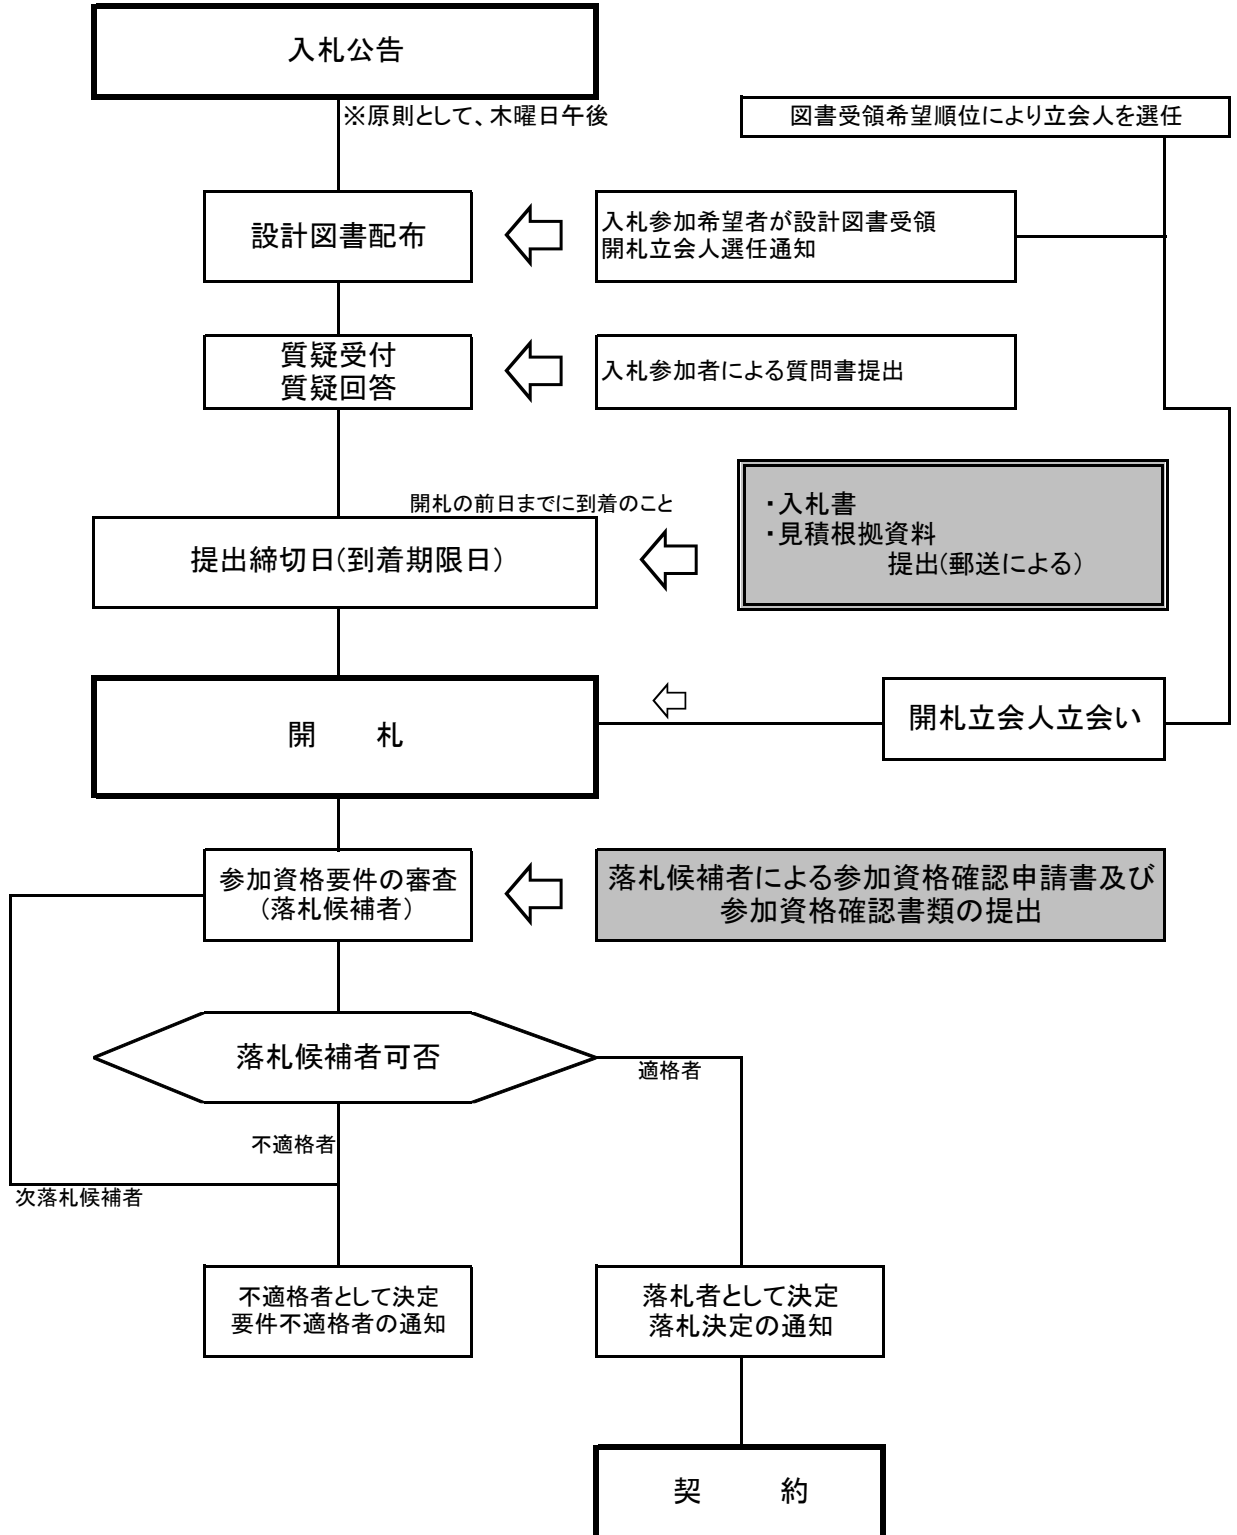 入札公告
※原則として、木曜日午後
図書受領希望順位により立会人を選任
設計図書配布
入札参加希望者が設計図書受領
開札立会人選任通知
質疑受付
質疑回答
入札参加者による質問書提出
開札の前日までに到着のこと
提出締切日(到着期限日)
・入札書
・見積根拠資料
提出(郵送による)
開　　札
開札立会人立会い
参加資格要件の審査
(落札候補者)
落札候補者による参加資格確認申請書及び
参加資格確認書類の提出
落札候補者可否
適格者
不適格者
次落札候補者
不適格者として決定
要件不適格者の通知
落札者として決定
落札決定の通知
契　　約